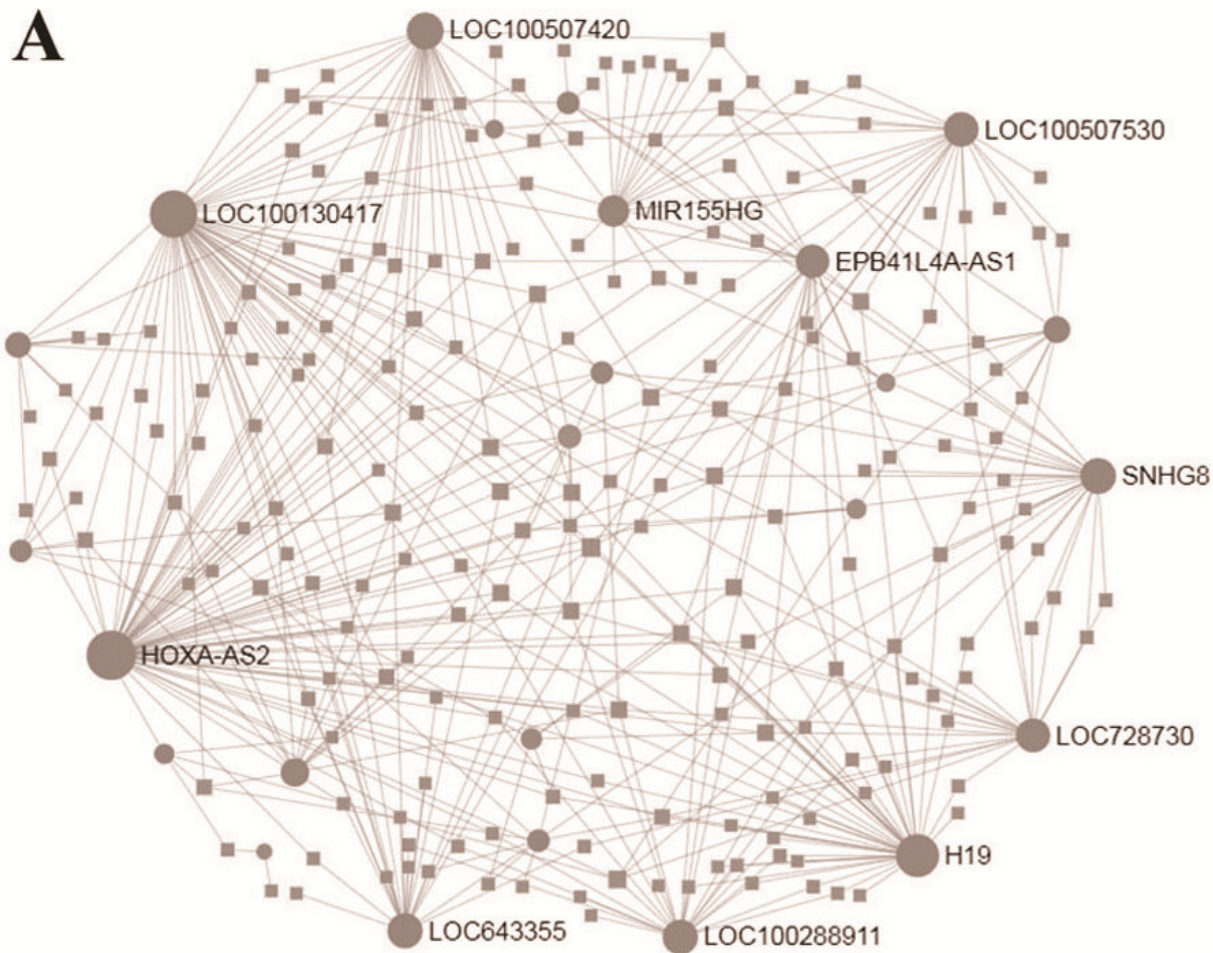 A
LOC100507420
LOC100507530
LOC100130417
MIR155HG
EPB41L4A-AS1
SNHG8
HOXA-AS2
LOC728730
H19
LOC643355
LOC100288911